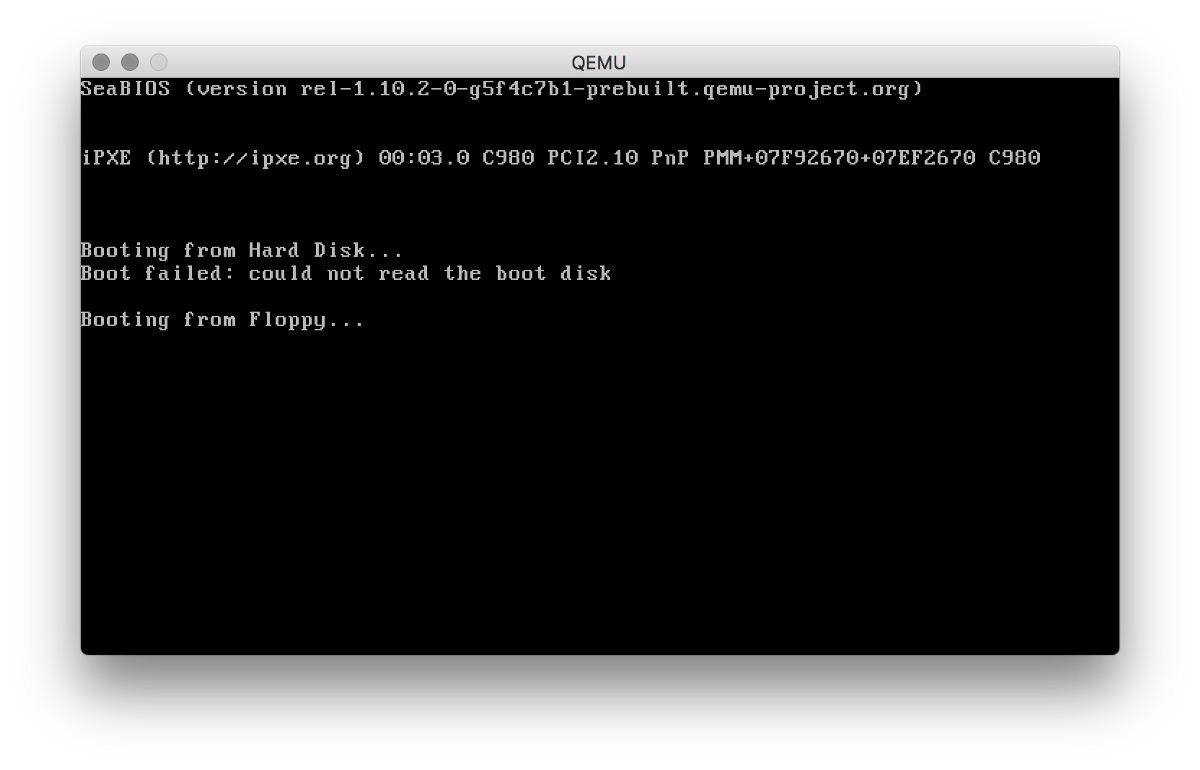 QEMU
SeaBIOS (version rel-1.10.2-0-g5f4c7b1-prebuilt.qemu-project.org)
iPXE (http://ipxe.org) 00:03.0 C980 PCI2.10 PnP PMM+07F92670+07EF2670 C980
Booting from Hard Disk...
Boot failed: could not read the boot disk
Booting from Floppy...